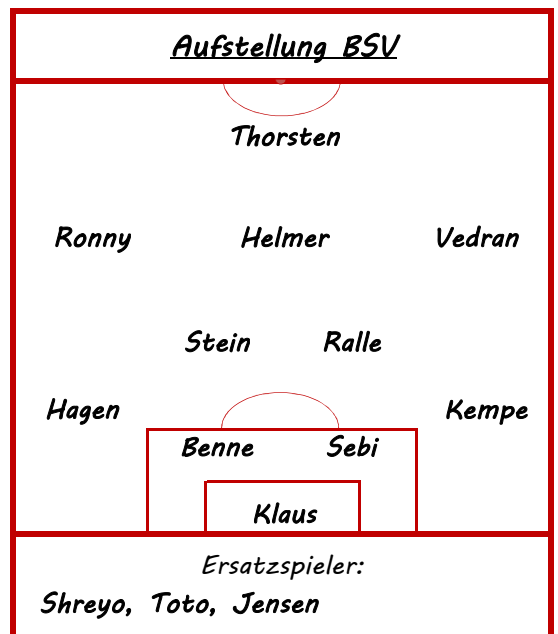 Aufstellung BSV
Thorsten
Ronny Helmer Vedran
Stein Ralle
Hagen Kempe
Benne Sebi
Klaus
Ersatzspieler:
Shreyo, Toto, Jensen